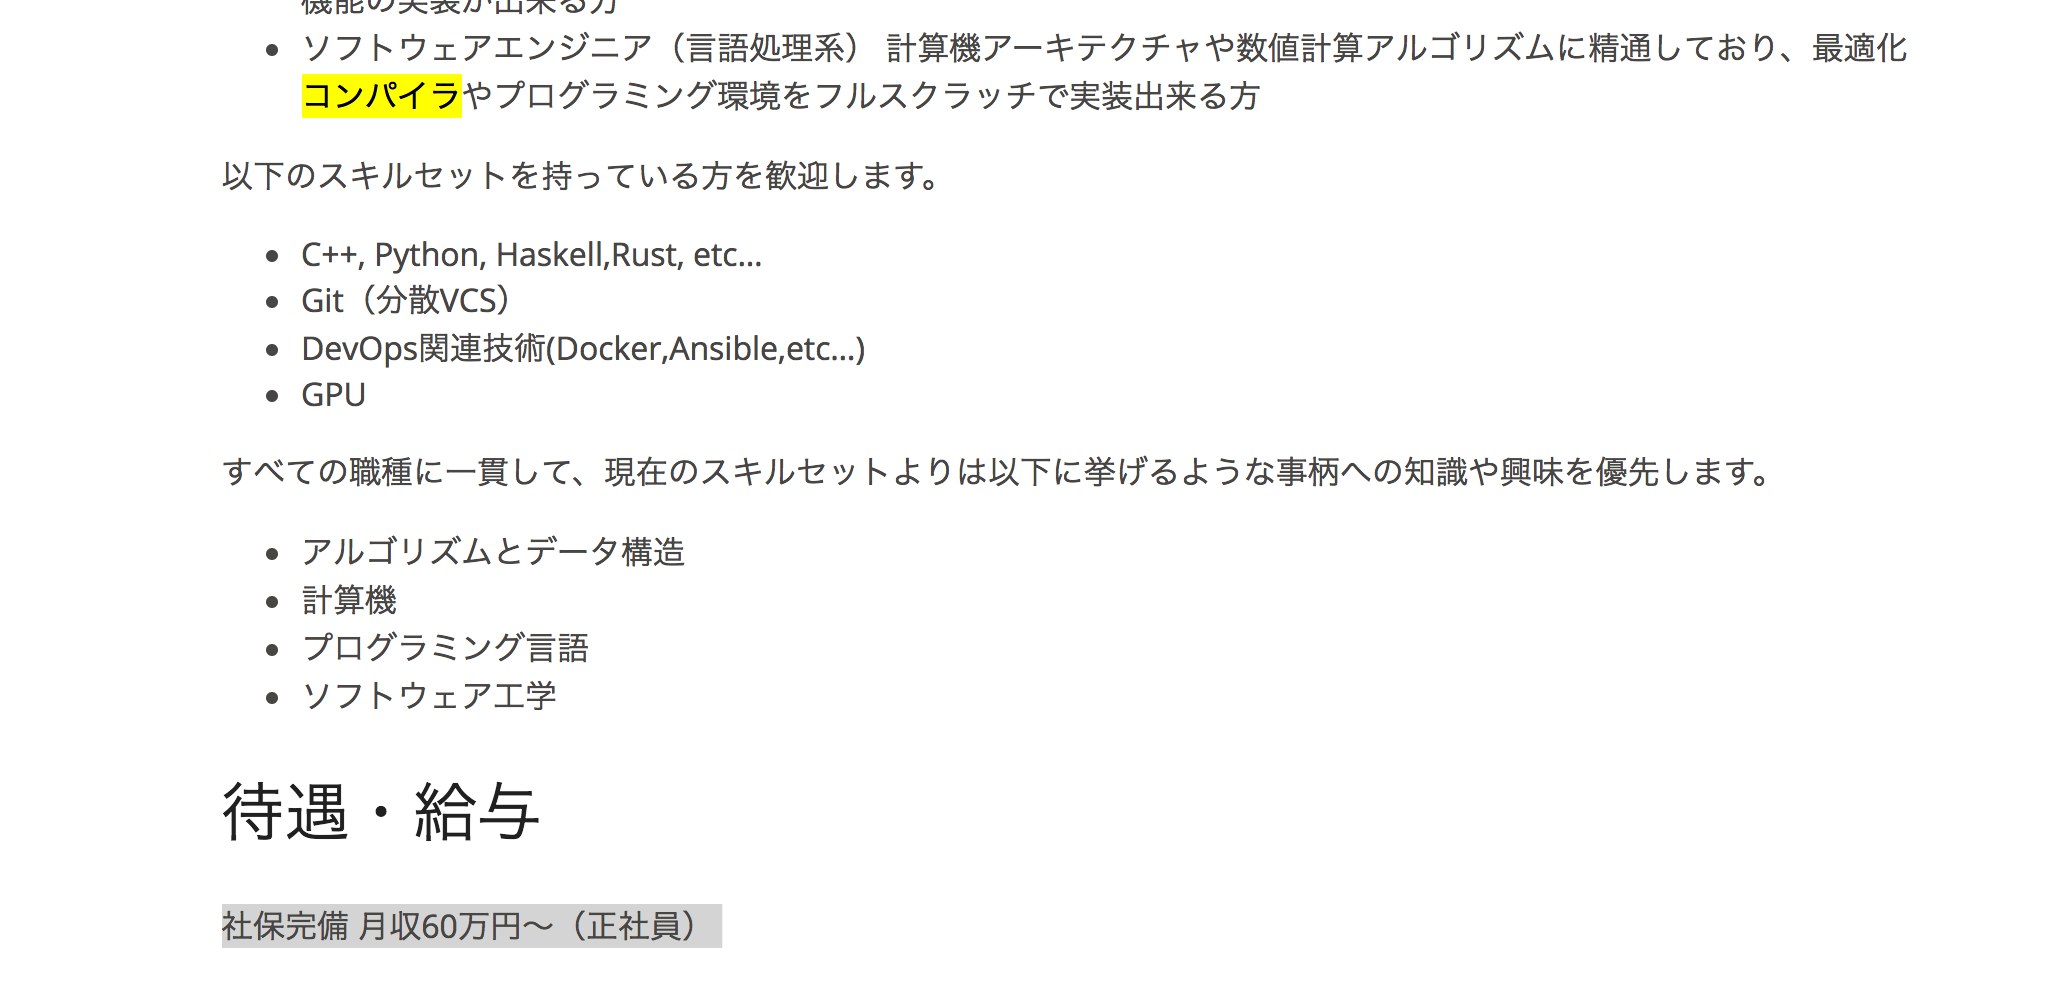 機能の実装が出来る方
ソフトウェアエンジニア（言語処理系） 計算機アーキテクチャや数値計算アルゴリズムに精通しており、最適化
コンパイラやプログラミング環境をフルスクラッチで実装出来る方
以下のスキルセットを持っている方を歓迎します。
C++, Python, Haskell,Rust, etc...
Git（分散VCS）
DevOps関連技術(Docker,Ansible,etc...)
GPU
すべての職種に一貫して、現在のスキルセットよりは以下に挙げるような事柄への知識や興味を優先します。
アルゴリズムとデータ構造
計算機
プログラミング言語
ソフトウェア工学
待遇・給与
社保完備 月収60万円〜（正社員）